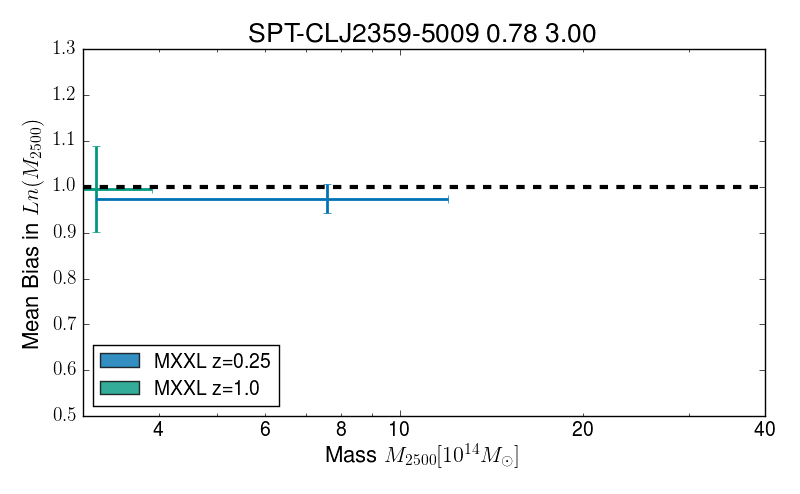 SPT-CLJ2359-5009 0.78 3.00
1.3
1.2
1.1
1.0
0.9
0.8
0.7
0.6
0.5
Mean Bias in Ln(M₂₅₀₀)
MXXL z=0.25
MXXL z=1.0
4 6 8 10 20 40
Mass M₂₅₀₀[10¹⁴M☉]